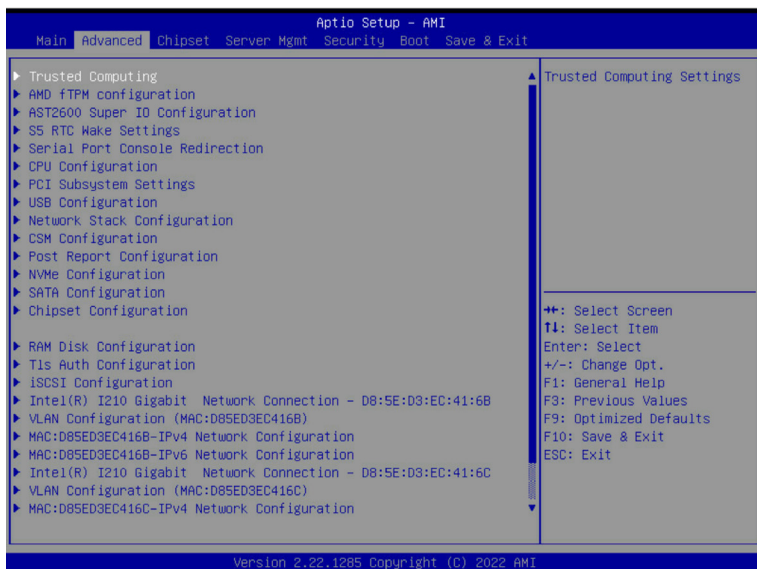 Aptio Setup – AMI
Main Advanced Chipset Server Mgmt Security Boot Save & Exit
Trusted Computing
AMD fTPM configuration
AST2600 Super IO Configuration
S5 RTC Wake Settings
Serial Port Console Redirection
CPU Configuration
PCI Subsystem Settings
USB Configuration
Network Stack Configuration
CSM Configuration
Post Report Configuration
NVMe Configuration
SATA Configuration
Chipset Configuration
RAM Disk Configuration
Tls Auth Configuration
iSCSI Configuration
Intel(R) I210 Gigabit  Network Connection – D8:5E:D3:EC:41:6B
VLAN Configuration (MAC:D85ED3EC416B)
MAC:D85ED3EC416B-IPv4 Network Configuration
MAC:D85ED3EC416B-IPv6 Network Configuration
Intel(R) I210 Gigabit  Network Connection – D8:5E:D3:EC:41:6C
VLAN Configuration (MAC:D85ED3EC416C)
MAC:D85ED3EC416C-IPv4 Network Configuration
Trusted Computing Settings
→←: Select Screen
↑↓: Select Item
Enter: Select
+/-: Change Opt.
F1: General Help
F3: Previous Values
F9: Optimized Defaults
F10: Save & Exit
ESC: Exit
Version 2.22.1285 Copyright (C) 2022 AMI